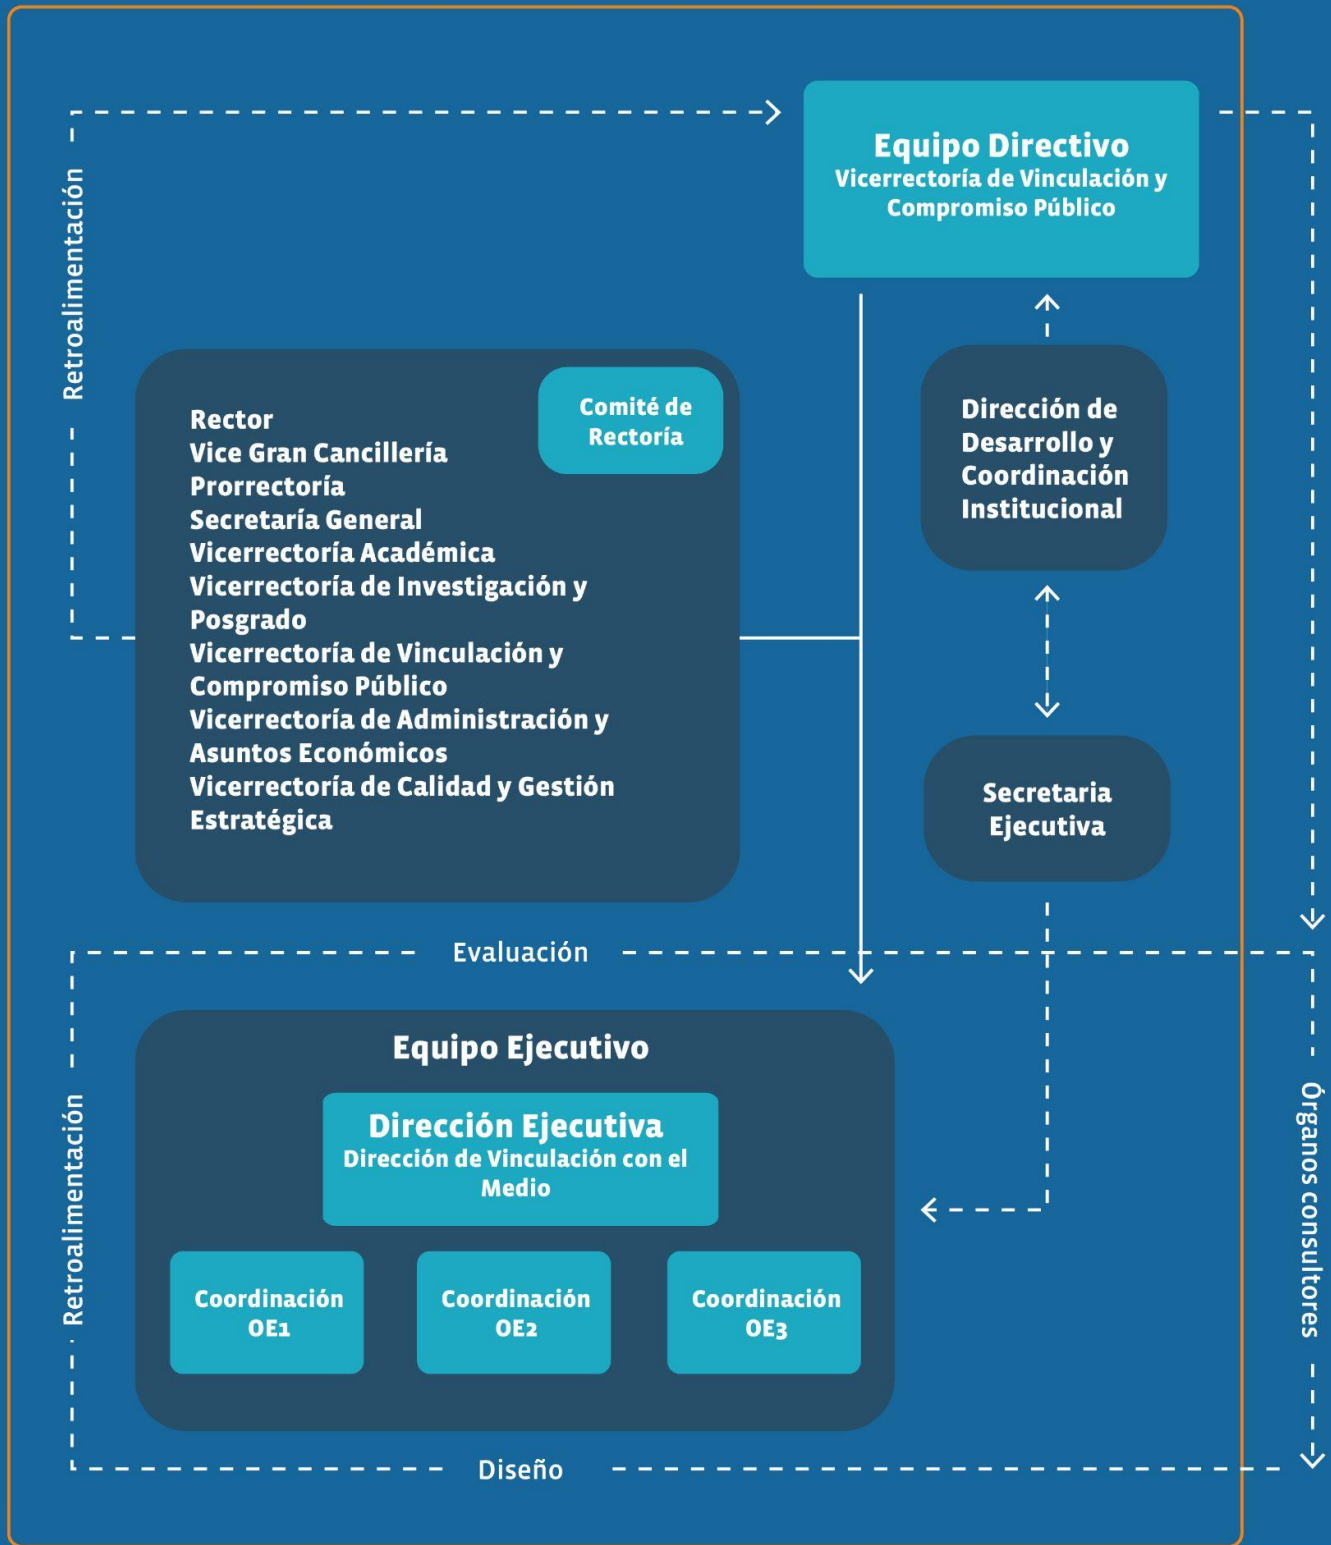 Equipo Directivo
Vicerrectoría de Vinculación y
Compromiso Público
Retroalimentación
Comité de
Rectoría
Rector
Vice Gran Cancillería
Prorrectoría
Secretaría General
Vicerrectoría Académica
Vicerrectoría de Investigación y
Posgrado
Vicerrectoría de Vinculación y
Compromiso Público
Vicerrectoría de Administración y
Asuntos Económicos
Vicerrectoría de Calidad y Gestión
Estratégica
Dirección de
Desarrollo y
Coordinación
Institucional
Secretaria
Ejecutiva
Evaluación
Equipo Ejecutivo
Dirección Ejecutiva
Dirección de Vinculación con el
Medio
Coordinación
OE1
Coordinación
OE2
Coordinación
OE3
Retroalimentación
Órganos consultores
Diseño